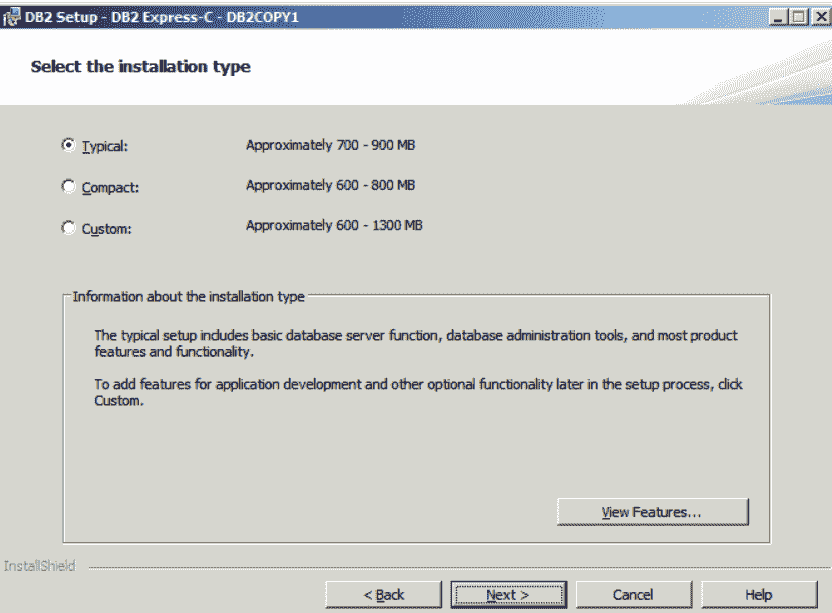 DB2 Setup - DB2 Express-C - DB2COPY1
Select the installation type
Typical: Approximately 700 - 900 MB
Compact: Approximately 600 - 800 MB
Custom: Approximately 600 - 1300 MB
Information about the installation type
The typical setup includes basic database server function, database administration tools, and most product
features and functionality.
To add features for application development and other optional functionality later in the setup process, click
Custom.
View Features...
InstallShield
< Back Next > Cancel Help